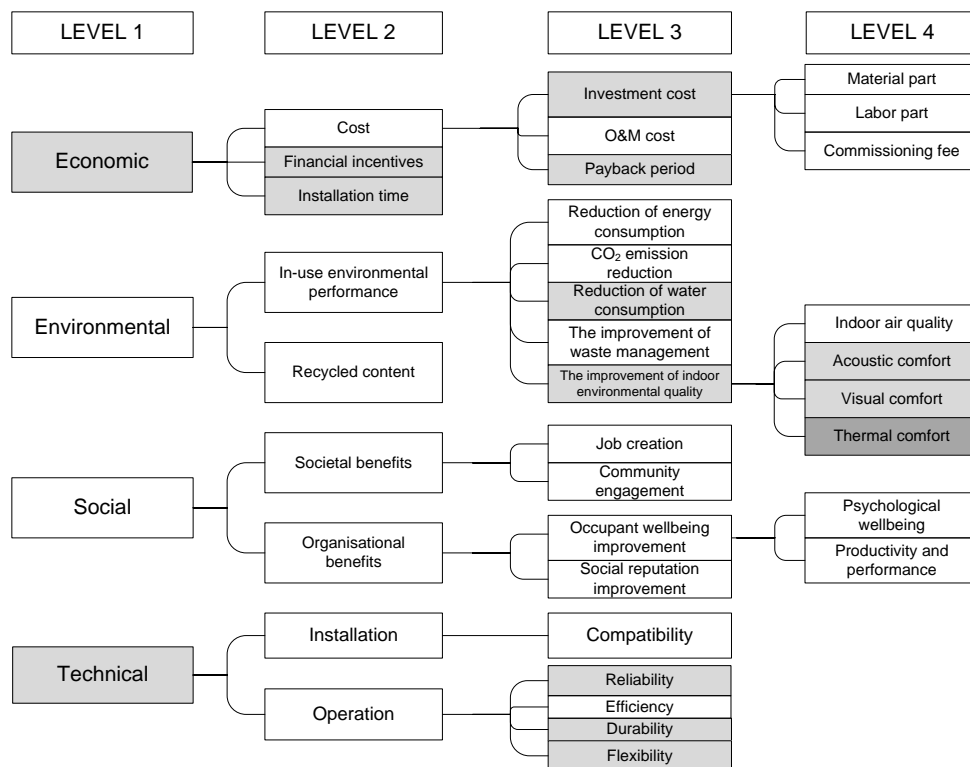 LEVEL 1
LEVEL 2
LEVEL 3
LEVEL 4
Economic
Cost
Financial incentives
Installation time
Investment cost
O&M cost
Payback period
Material part
Labor part
Commissioning fee
Environmental
In-use environmental
performance
Recycled content
Reduction of energy
consumption
CO₂ emission
reduction
Reduction of water
consumption
The improvement of
waste management
The improvement of indoor
environmental quality
Indoor air quality
Acoustic comfort
Visual comfort
Thermal comfort
Social
Societal benefits
Organisational
benefits
Job creation
Community
engagement
Occupant wellbeing
improvement
Social reputation
improvement
Psychological
wellbeing
Productivity and
performance
Technical
Installation
Operation
Compatibility
Reliability
Efficiency
Durability
Flexibility